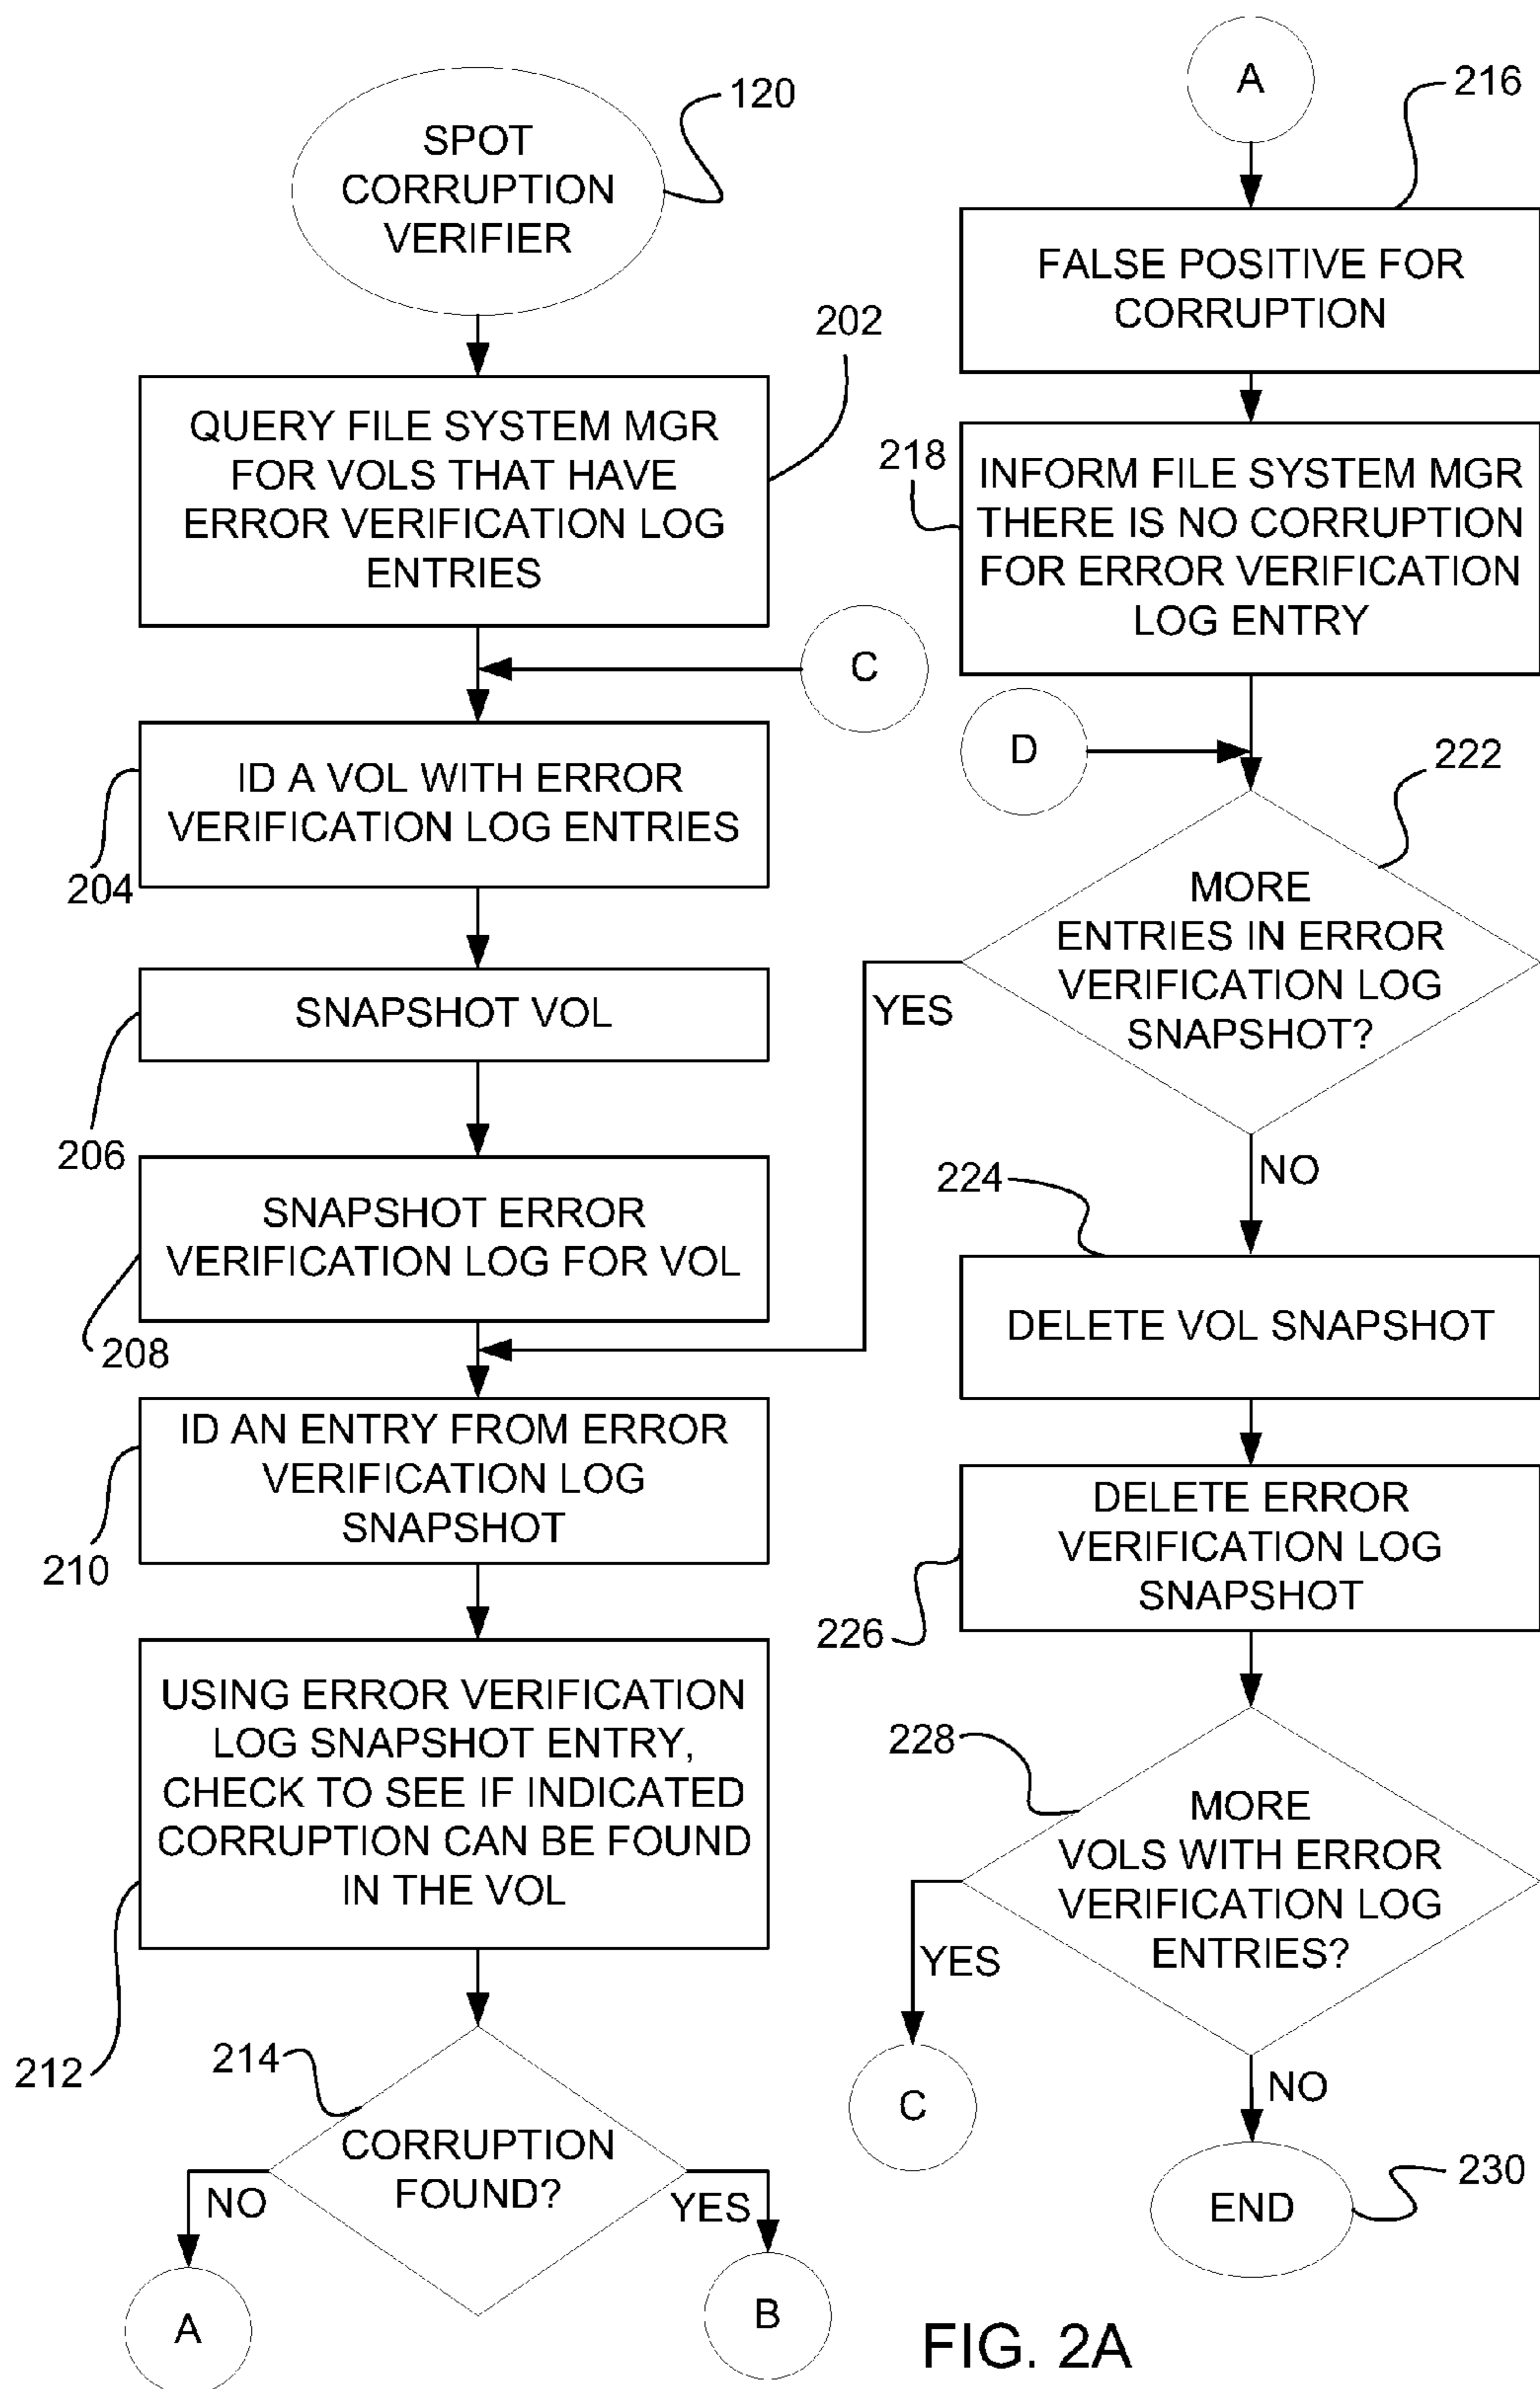 SPOT
CORRUPTION
VERIFIER
120
QUERY FILE SYSTEM MGR
FOR VOLS THAT HAVE
ERROR VERIFICATION LOG
ENTRIES
202
C
ID A VOL WITH ERROR
VERIFICATION LOG ENTRIES
204
SNAPSHOT VOL
206
SNAPSHOT ERROR
VERIFICATION LOG FOR VOL
208
ID AN ENTRY FROM ERROR
VERIFICATION LOG
SNAPSHOT
210
USING ERROR VERIFICATION
LOG SNAPSHOT ENTRY,
CHECK TO SEE IF INDICATED
CORRUPTION CAN BE FOUND
IN THE VOL
212
214
CORRUPTION
FOUND?
NO
YES
A
B
A
216
FALSE POSITIVE FOR
CORRUPTION
218
INFORM FILE SYSTEM MGR
THERE IS NO CORRUPTION
FOR ERROR VERIFICATION
LOG ENTRY
D
222
MORE
ENTRIES IN ERROR
VERIFICATION LOG
SNAPSHOT?
YES
NO
224
DELETE VOL SNAPSHOT
DELETE ERROR
VERIFICATION LOG
SNAPSHOT
226
228
MORE
VOLS WITH ERROR
VERIFICATION LOG
ENTRIES?
YES
C
NO
END
230
FIG. 2A